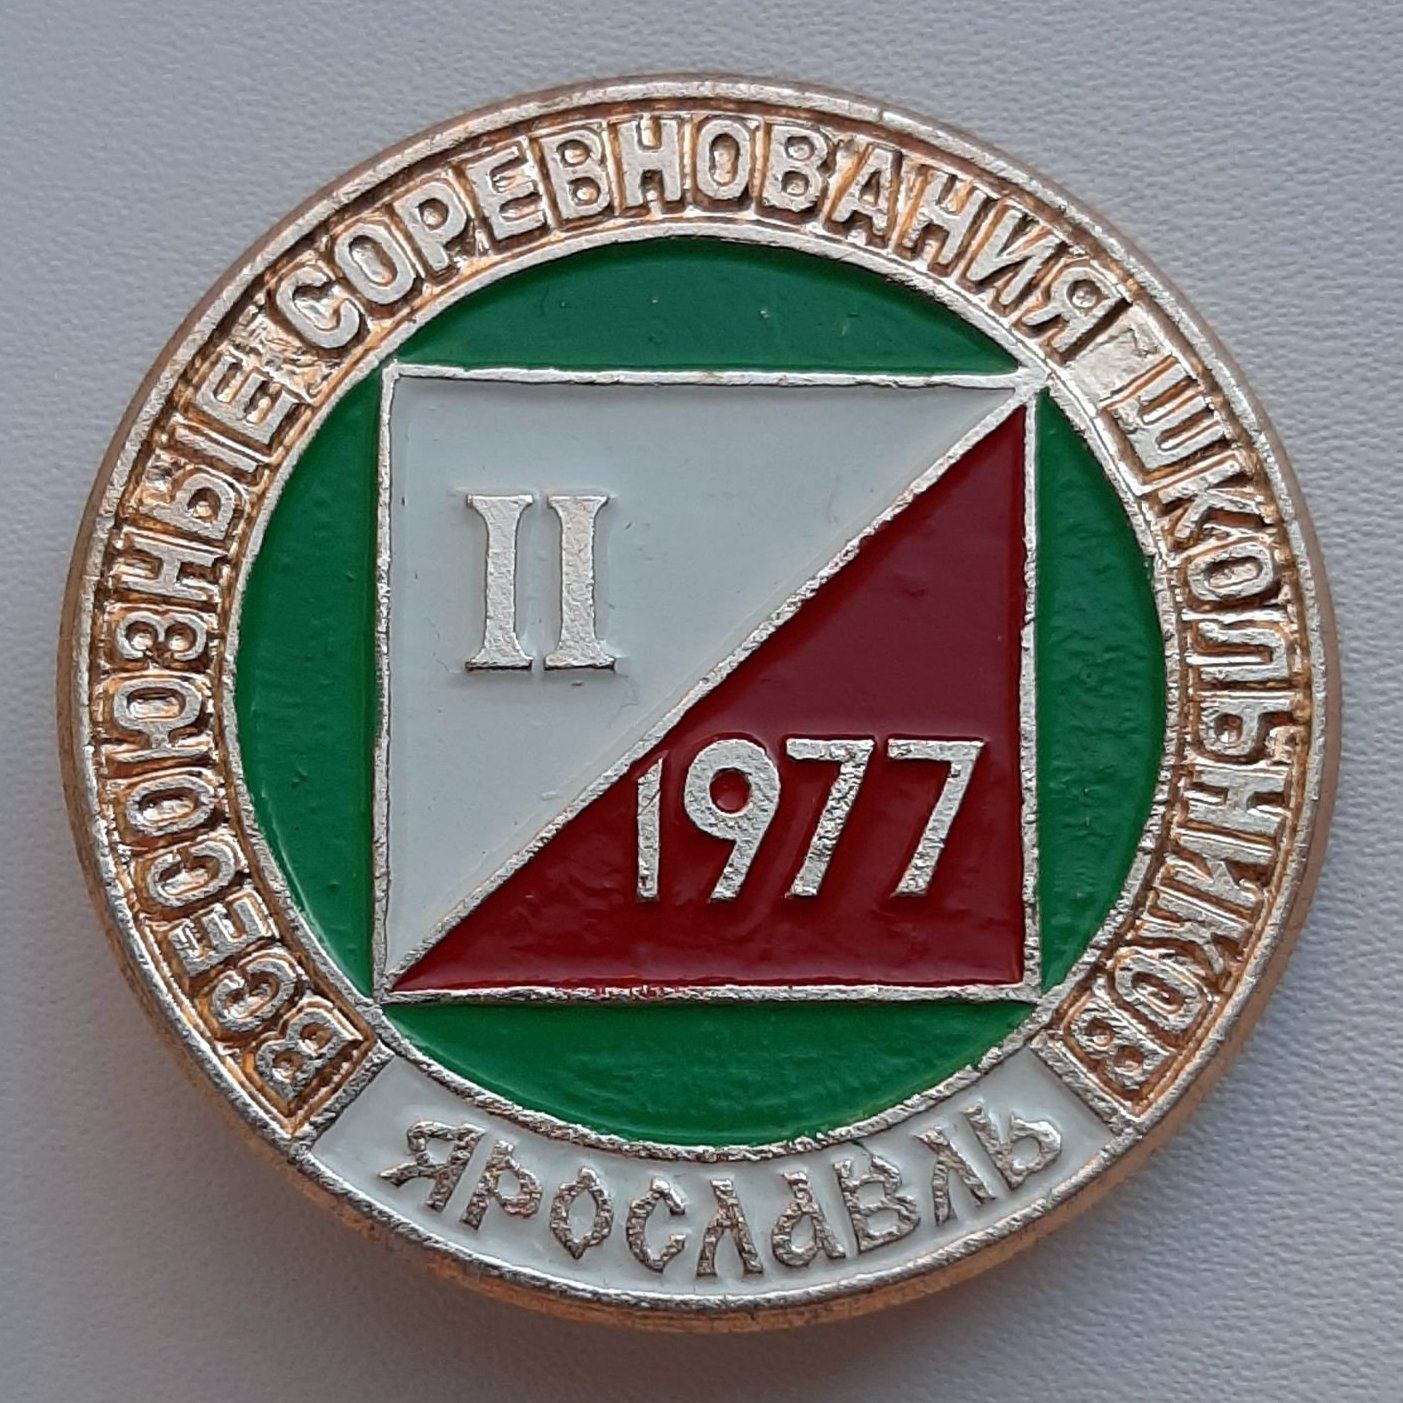 ВСЕСОЮЗНЫЕ СОРЕВНОВАНИЯ ШКОЛЬНИКОВ
II
1977
ЯРОСЛАВЛЬ